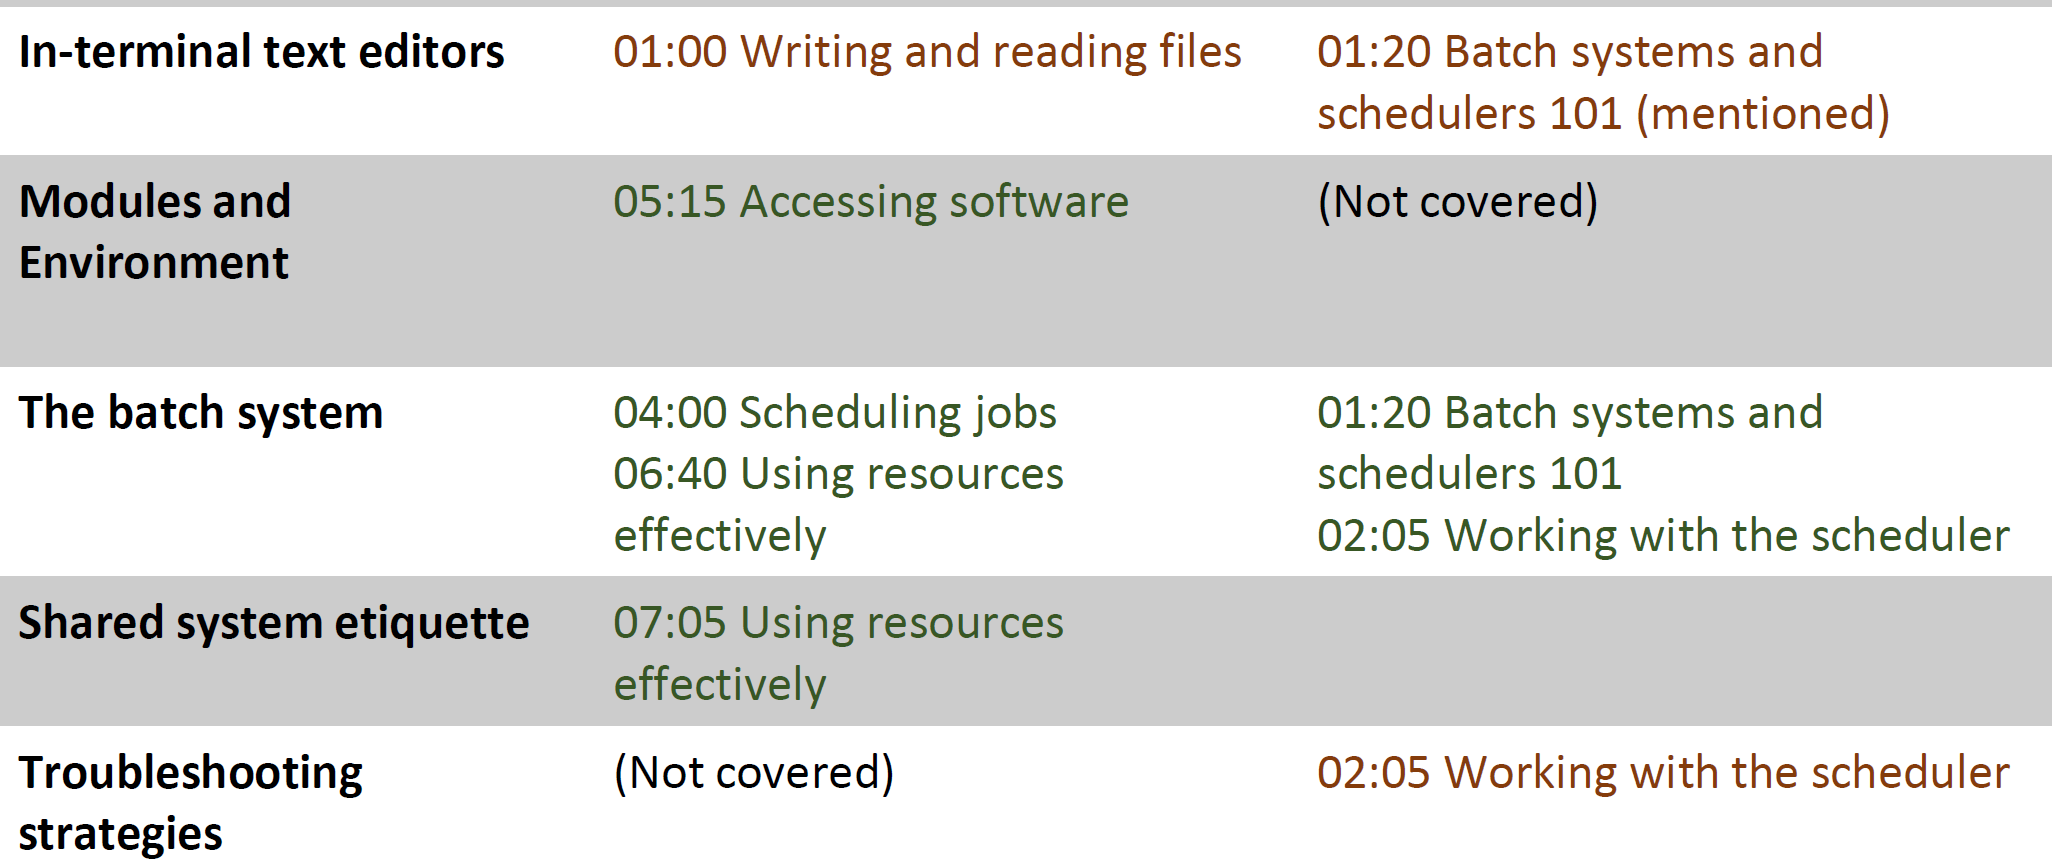 In-terminal text editors
01:00 Writing and reading files
01:20 Batch systems and
schedulers 101 (mentioned)
Modules and
Environment
05:15 Accessing software
(Not covered)
The batch system
04:00 Scheduling jobs
06:40 Using resources
effectively
01:20 Batch systems and
schedulers 101
02:05 Working with the scheduler
Shared system etiquette
07:05 Using resources
effectively
Troubleshooting
strategies
(Not covered)
02:05 Working with the scheduler